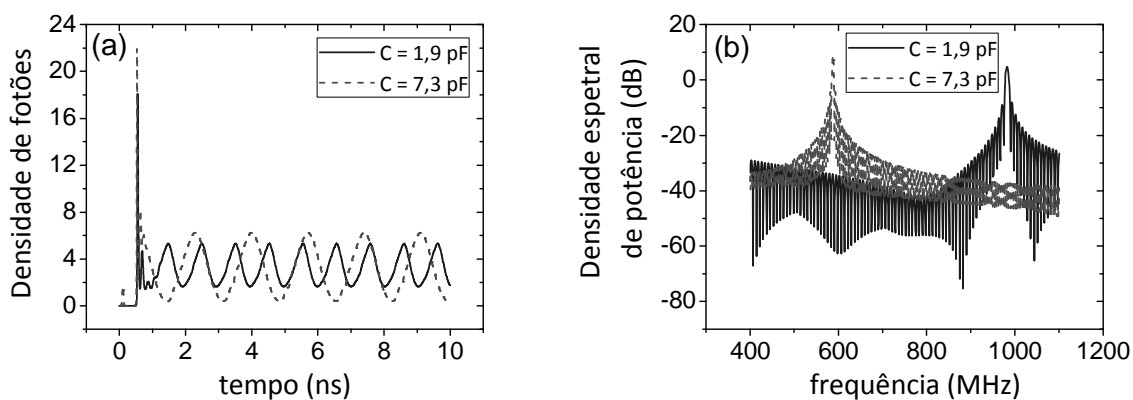 (a)
C = 1,9 pF
C = 7,3 pF
Densidade de fotões
24
20
16
12
8
4
0
0
2
4
6
8
10
tempo (ns)
(b)
C = 1,9 pF
C = 7,3 pF
Densidade espetral
de potência (dB)
20
0
-20
-40
-60
-80
400
600
800
1000
1200
frequência (MHz)